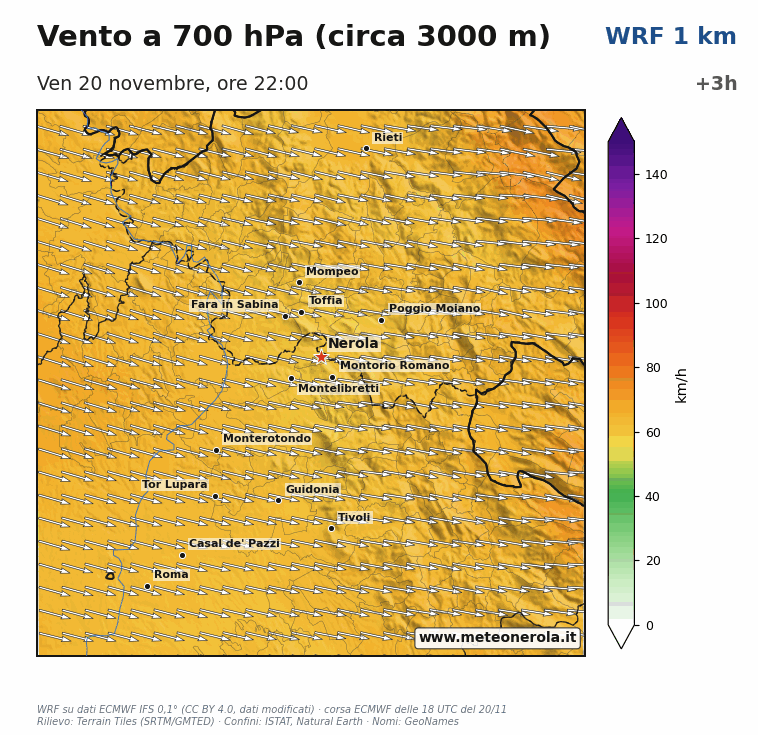 Vento a 700 hPa (circa 3000 m)
WRF 1 km
Ven 20 novembre, ore 22:00
+3h
Rieti
Mompeo
Toffia
Fara in Sabina
Poggio Moiano
Nerola
Montorio Romano
Montelibretti
Monterotondo
Tor Lupara
Guidonia
Tivoli
Casal de' Pazzi
Roma
www.meteonerola.it
140
120
100
80
60
40
20
0
km/h
WRF su dati ECMWF IFS 0,1° (CC BY 4.0, dati modificati) · corsa ECMWF delle 18 UTC del 20/11
Rilievo: Terrain Tiles (SRTM/GMTED) · Confini: ISTAT, Natural Earth · Nomi: GeoNames